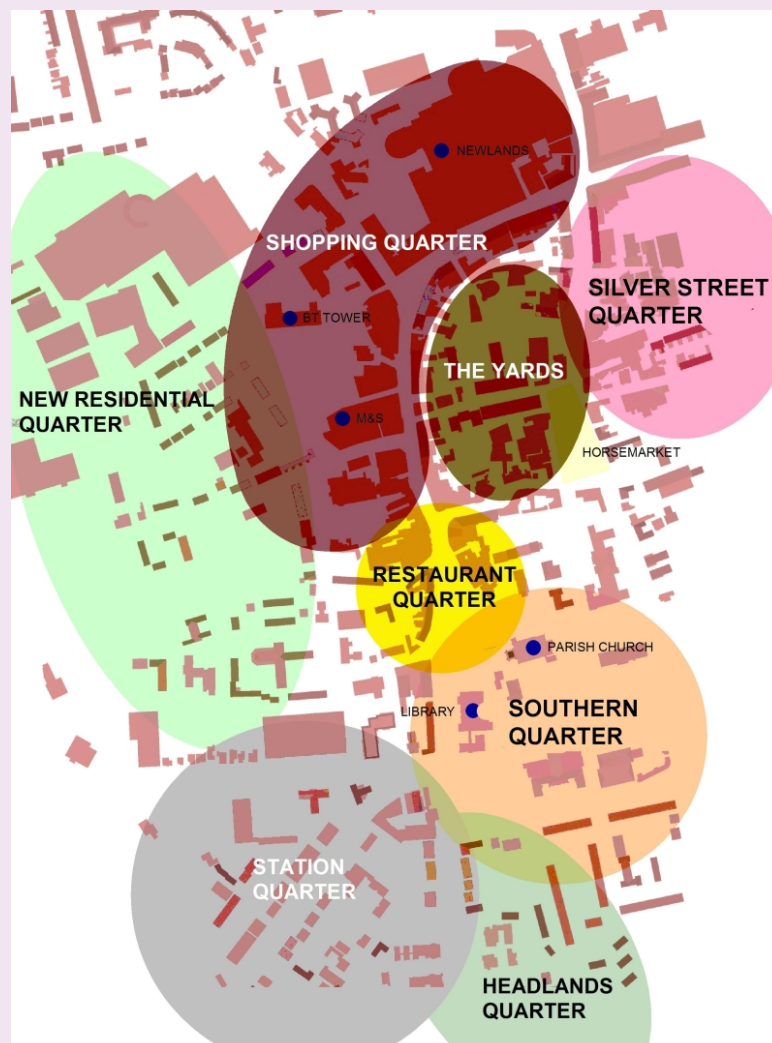 NEWLANDS
SHOPPING QUARTER
SILVER STREET
QUARTER
BT TOWER
THE YARDS
NEW RESIDENTIAL
QUARTER
M&S
HORSEMARKET
RESTAURANT
QUARTER
PARISH CHURCH
LIBRARY
SOUTHERN
QUARTER
STATION
QUARTER
HEADLANDS
QUARTER